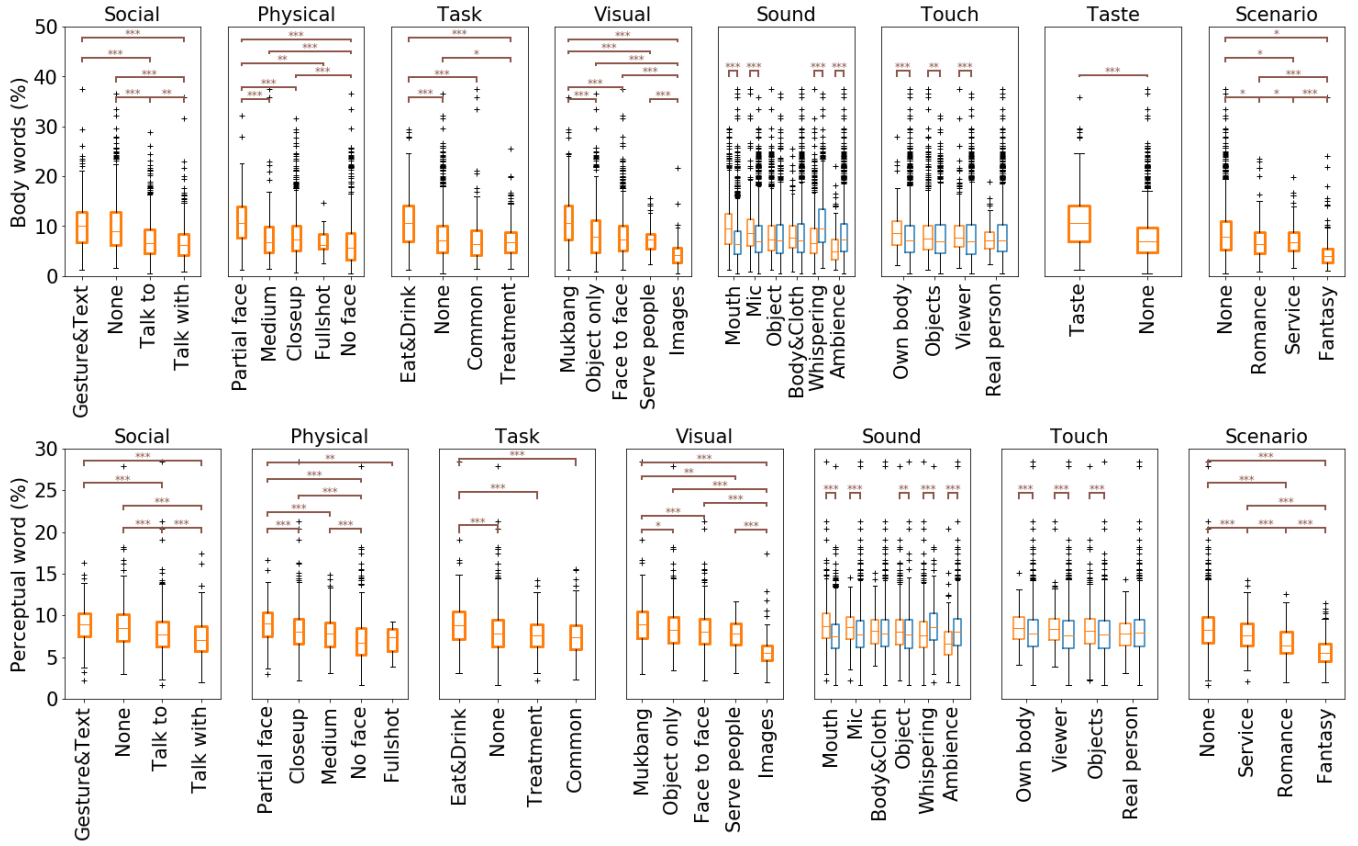 Social Physical Task Visual Sound Touch Taste Scenario
Body words (%)
50
40
30
20
10
0
*** *** *** *** *** *** *** *** *** *** *
*** *** *** *** *
*** ** * *** *
*** *** *** *** ***
*** ** *** *** *** *** * * ***
Gesture&Text None Talk to Talk with
Partial face Medium Closeup Fullshot No face
Eat&Drink None Common Treatment
Mukbang Object only Face to face Serve people Images
Mouth Mic Object Body&Cloth Whispering Ambience
Own body Objects Viewer Real person
Taste None
None Romance Service Fantasy
Social Physical Task Visual Sound Touch Scenario
Perceptual word (%)
30
25
20
15
10
5
0
Gesture&Text None Talk to Talk with
Partial face Closeup Medium No face Fullshot
Eat&Drink None Treatment Common
Mukbang Object only Face to face Serve people Images
Mouth Mic Body&Cloth Object Whispering Ambience
Own body Viewer Objects Real person
None Service Romance Fantasy